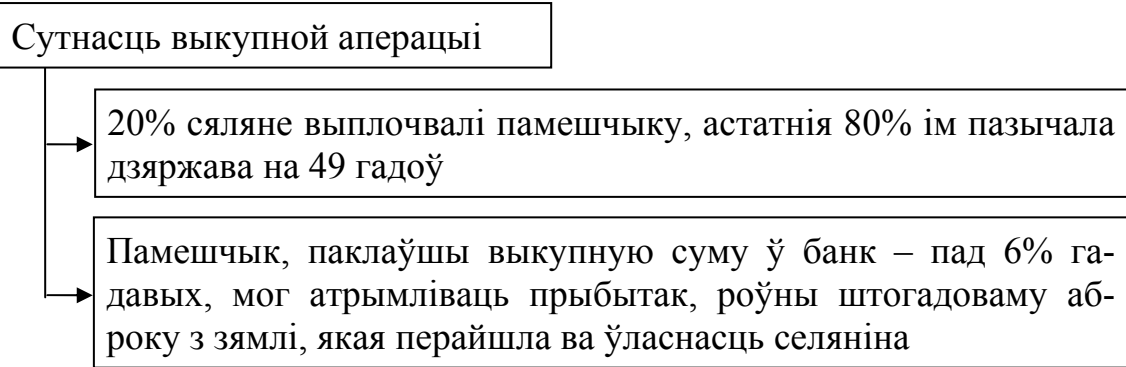 Сутнасць выкупной аперацыі
20% сяляне выплочвалі памешчыку, астатнія 80% ім пазычала
дзяржава на 49 гадоў
Памешчык, паклаўшы выкупную суму ў банк – пад 6% га-
давых, мог атрымліваць прыбытак, роўны штогадоваму аб-
року з зямлі, якая перайшла ва ўласнасць селяніна